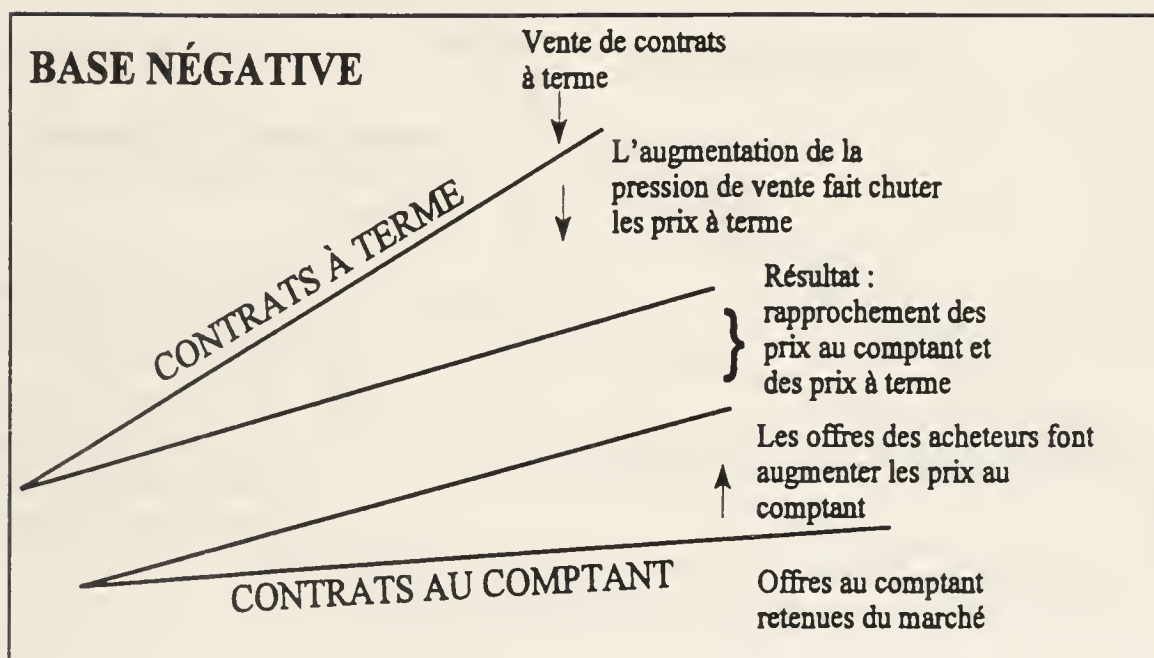 BASE NÉGATIVE
Vente de contrats
à terme
L'augmentation de la
pression de vente fait chuter
les prix à terme
CONTRATS À TERME
Résultat :
rapprochement des
prix au comptant et
des prix à terme
Les offres des acheteurs font
augmenter les prix au
comptant
CONTRATS AU COMPTANT
Offres au comptant
retenues du marché